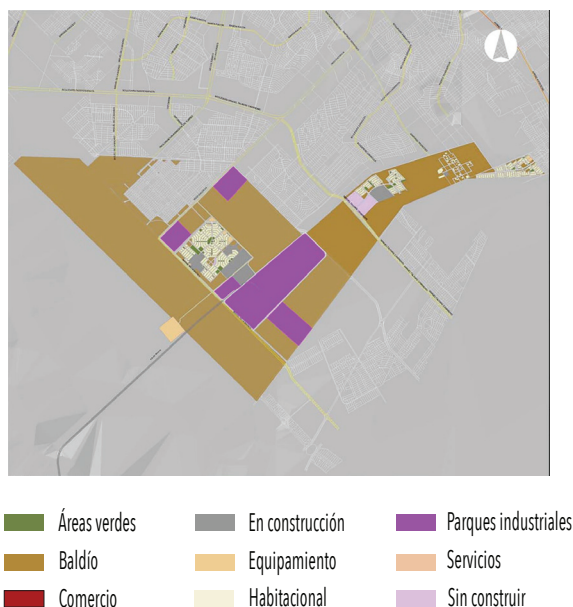 Áreas verdes
En construcción
Parques industriales
Baldío
Equipamiento
Servicios
Comercio
Habitacional
Sin construir